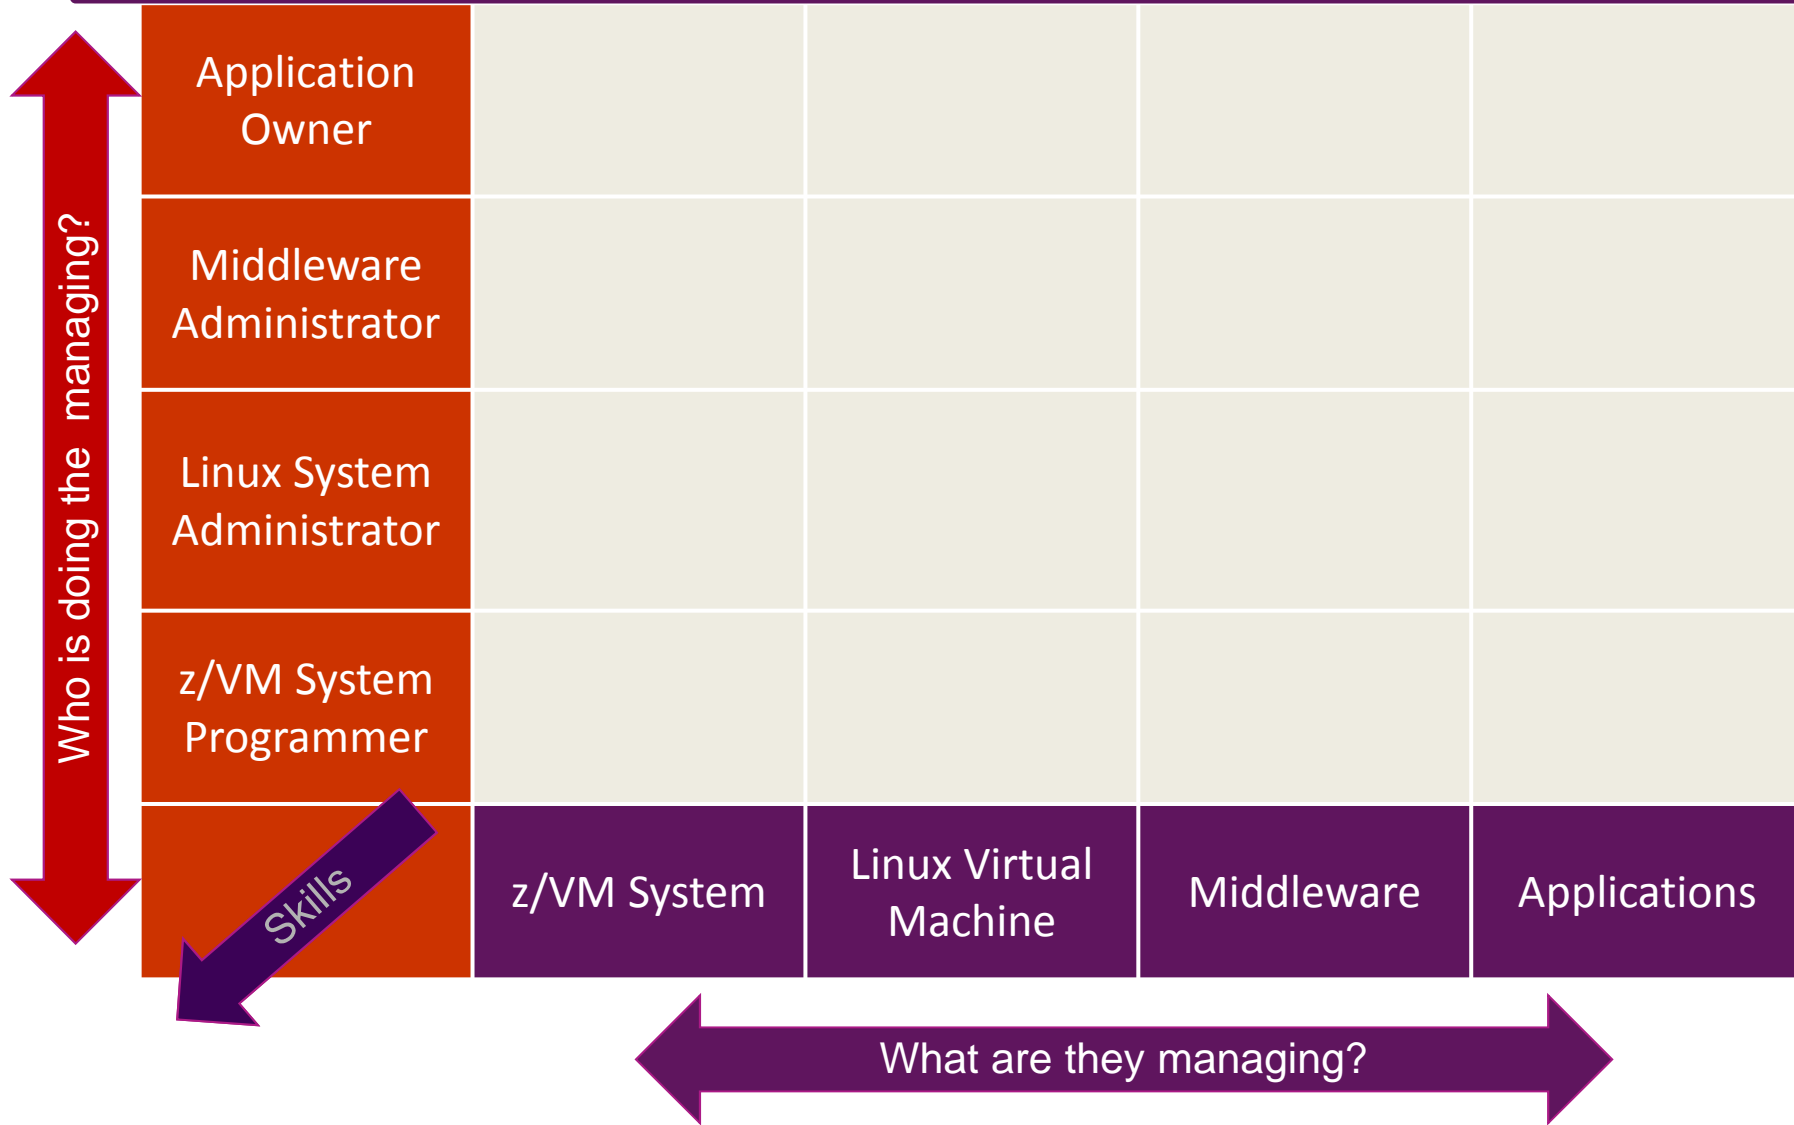 Who is doing the  managing?
Application
Owner
Middleware
Administrator
Linux System
Administrator
z/VM System
Programmer
Skills
z/VM System
Linux Virtual
Machine
Middleware
Applications
What are they managing?